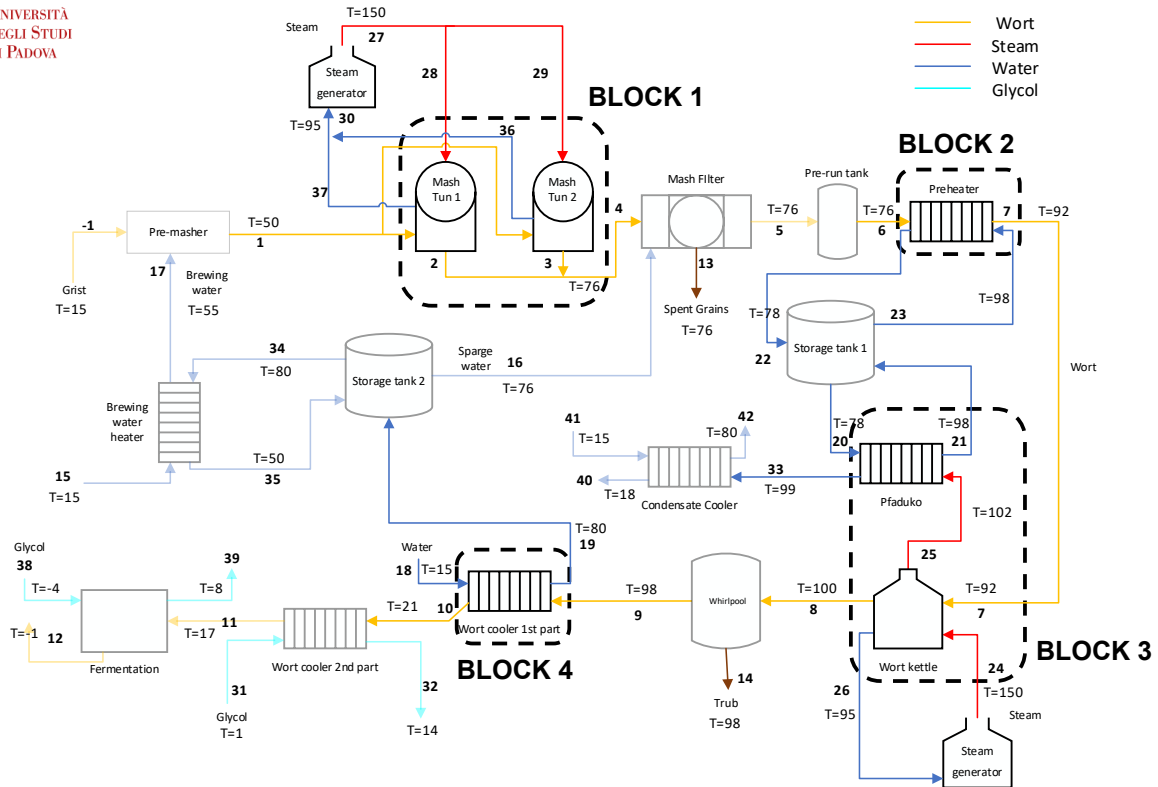 NIVERSITÀ
EGLI STUDI
I PADOVA
Steam
T=150
27
Steam
generator
T=95
30
28
29
BLOCK 1
36
37
Mash
Tun 1
Mash
Tun 2
2
3
T=76
4
Wort
Steam
Water
Glycol
BLOCK 2
Mash FIlter
Pre-run tank
Preheater
7
T=92
T=76
5
T=76
6
-1
Pre-masher
T=50
1
Grist
T=15
17
Brewing
water
T=55
13
Spent Grains
T=76
T=98
T=78
23
22
Storage tank 1
34
T=80
Storage tank 2
Sparge
water
16
T=76
Wort
Brewing
water
heater
T=50
35
15
T=15
41
T=15
42
T=80
40
T=18
Condensate Cooler
33
T=99
T=78
20
T=98
21
Pfaduko
T=102
25
Glycol
38
T=-4
39
T=8
T=-1
12
Fermentation
11
T=17
Wort cooler 2nd part
31
Glycol
T=1
32
T=14
T=21
10
Water
18
T=15
T=80
19
Wort cooler 1st part
BLOCK 4
T=98
9
Whirlpool
14
Trub
T=98
T=100
8
T=92
7
Wort kettle
BLOCK 3
24
T=150
Steam
26
T=95
Steam
generator